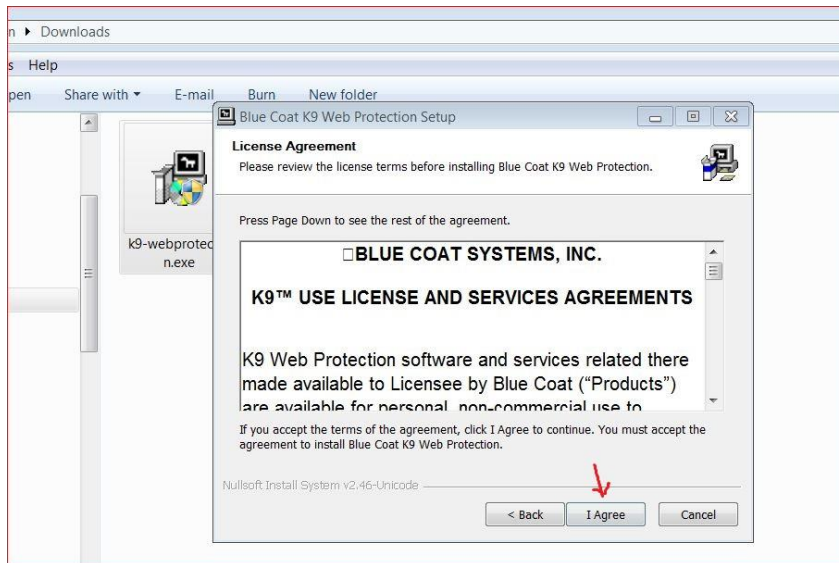 n ▸ Downloads
s Help
pen Share with ▾ E-mail Burn New folder
Blue Coat K9 Web Protection Setup
License Agreement
Please review the license terms before installing Blue Coat K9 Web Protection.
k9-webprotec
n.exe
Press Page Down to see the rest of the agreement.
□BLUE COAT SYSTEMS, INC.
K9™ USE LICENSE AND SERVICES AGREEMENTS
K9 Web Protection software and services related there
made available to Licensee by Blue Coat (“Products”)
are available for personal, non-commercial use to
If you accept the terms of the agreement, click I Agree to continue. You must accept the
agreement to install Blue Coat K9 Web Protection.
Nullsoft Install System v2.46-Unicode
< Back I Agree Cancel